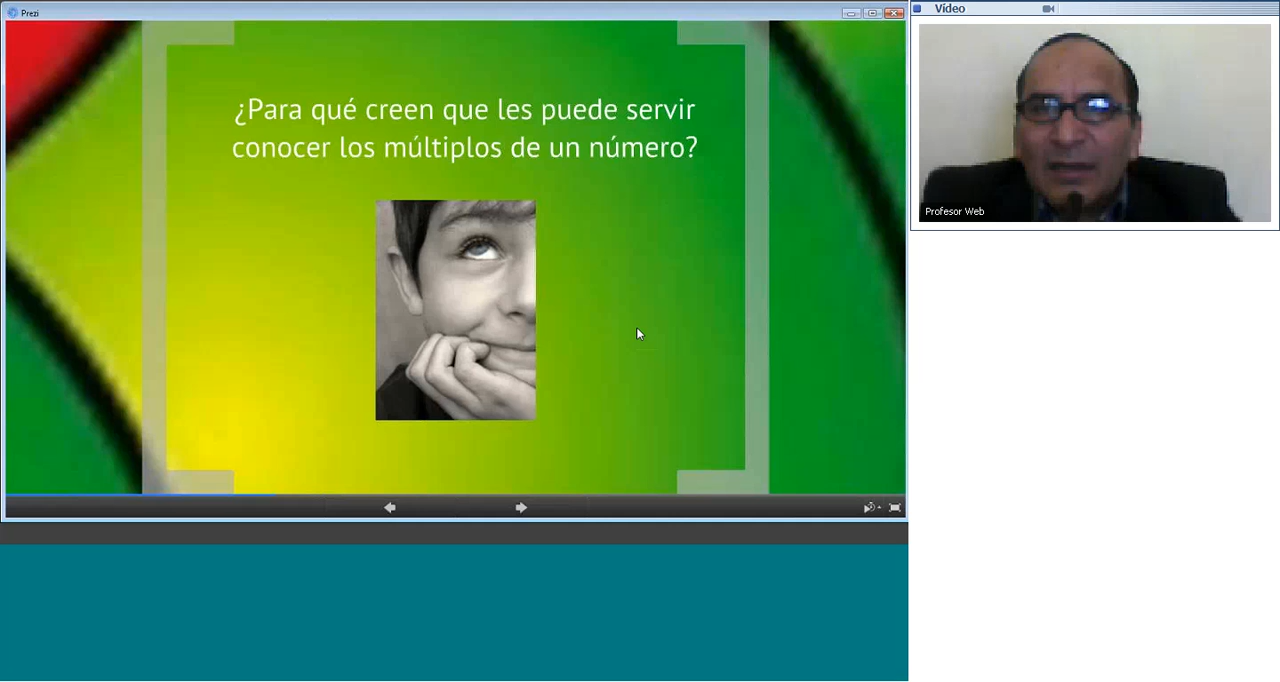 Prezi
Vídeo
¿Para qué creen que les puede servir
conocer los múltiplos de un número?
Profesor Web